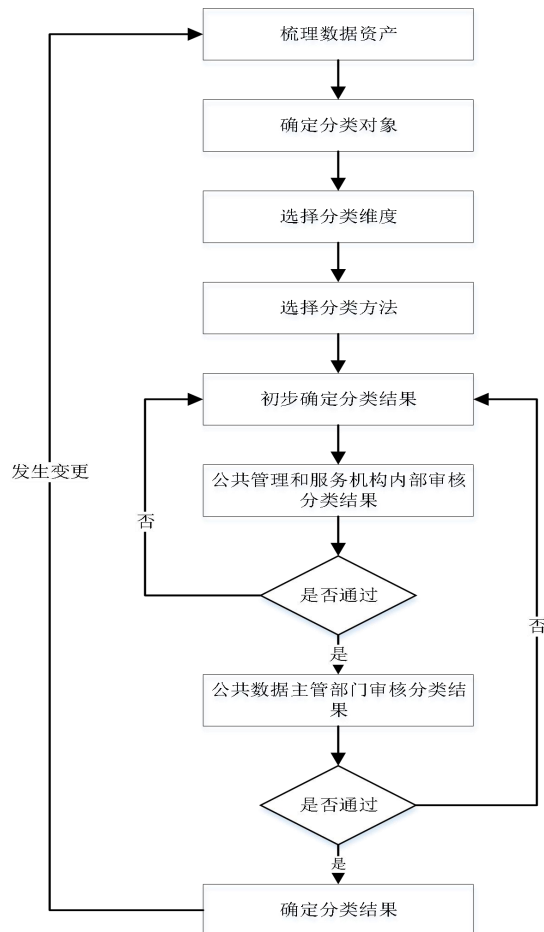 梳理数据资产
确定分类对象
选择分类维度
选择分类方法
初步确定分类结果
发生变更
公共管理和服务机构内部审核
分类结果
否
是否通过
否
是
公共数据主管部门审核分类结
果
是否通过
是
确定分类结果